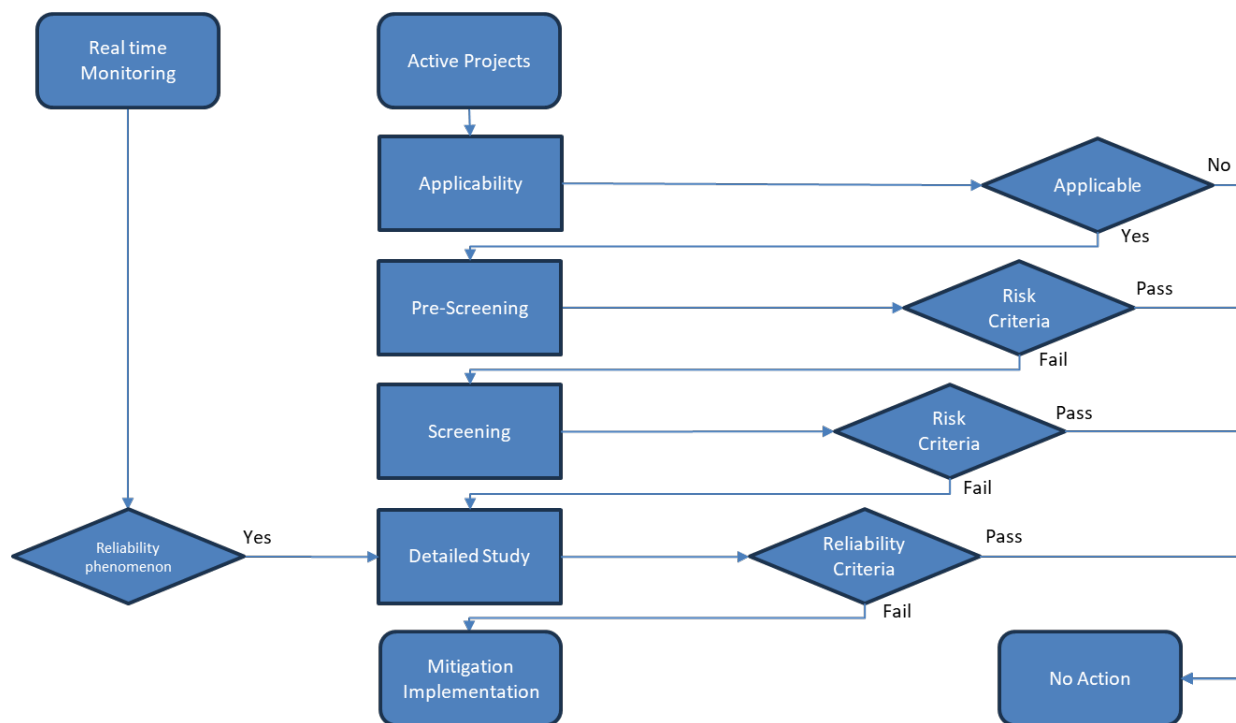 Real time
Monitoring
Active Projects
Applicability
Applicable
No
Yes
Pre-Screening
Risk
Criteria
Pass
Fail
Screening
Risk
Criteria
Pass
Fail
Reliability
phenomenon
Yes
Detailed Study
Reliability
Criteria
Pass
Fail
Mitigation
Implementation
No Action